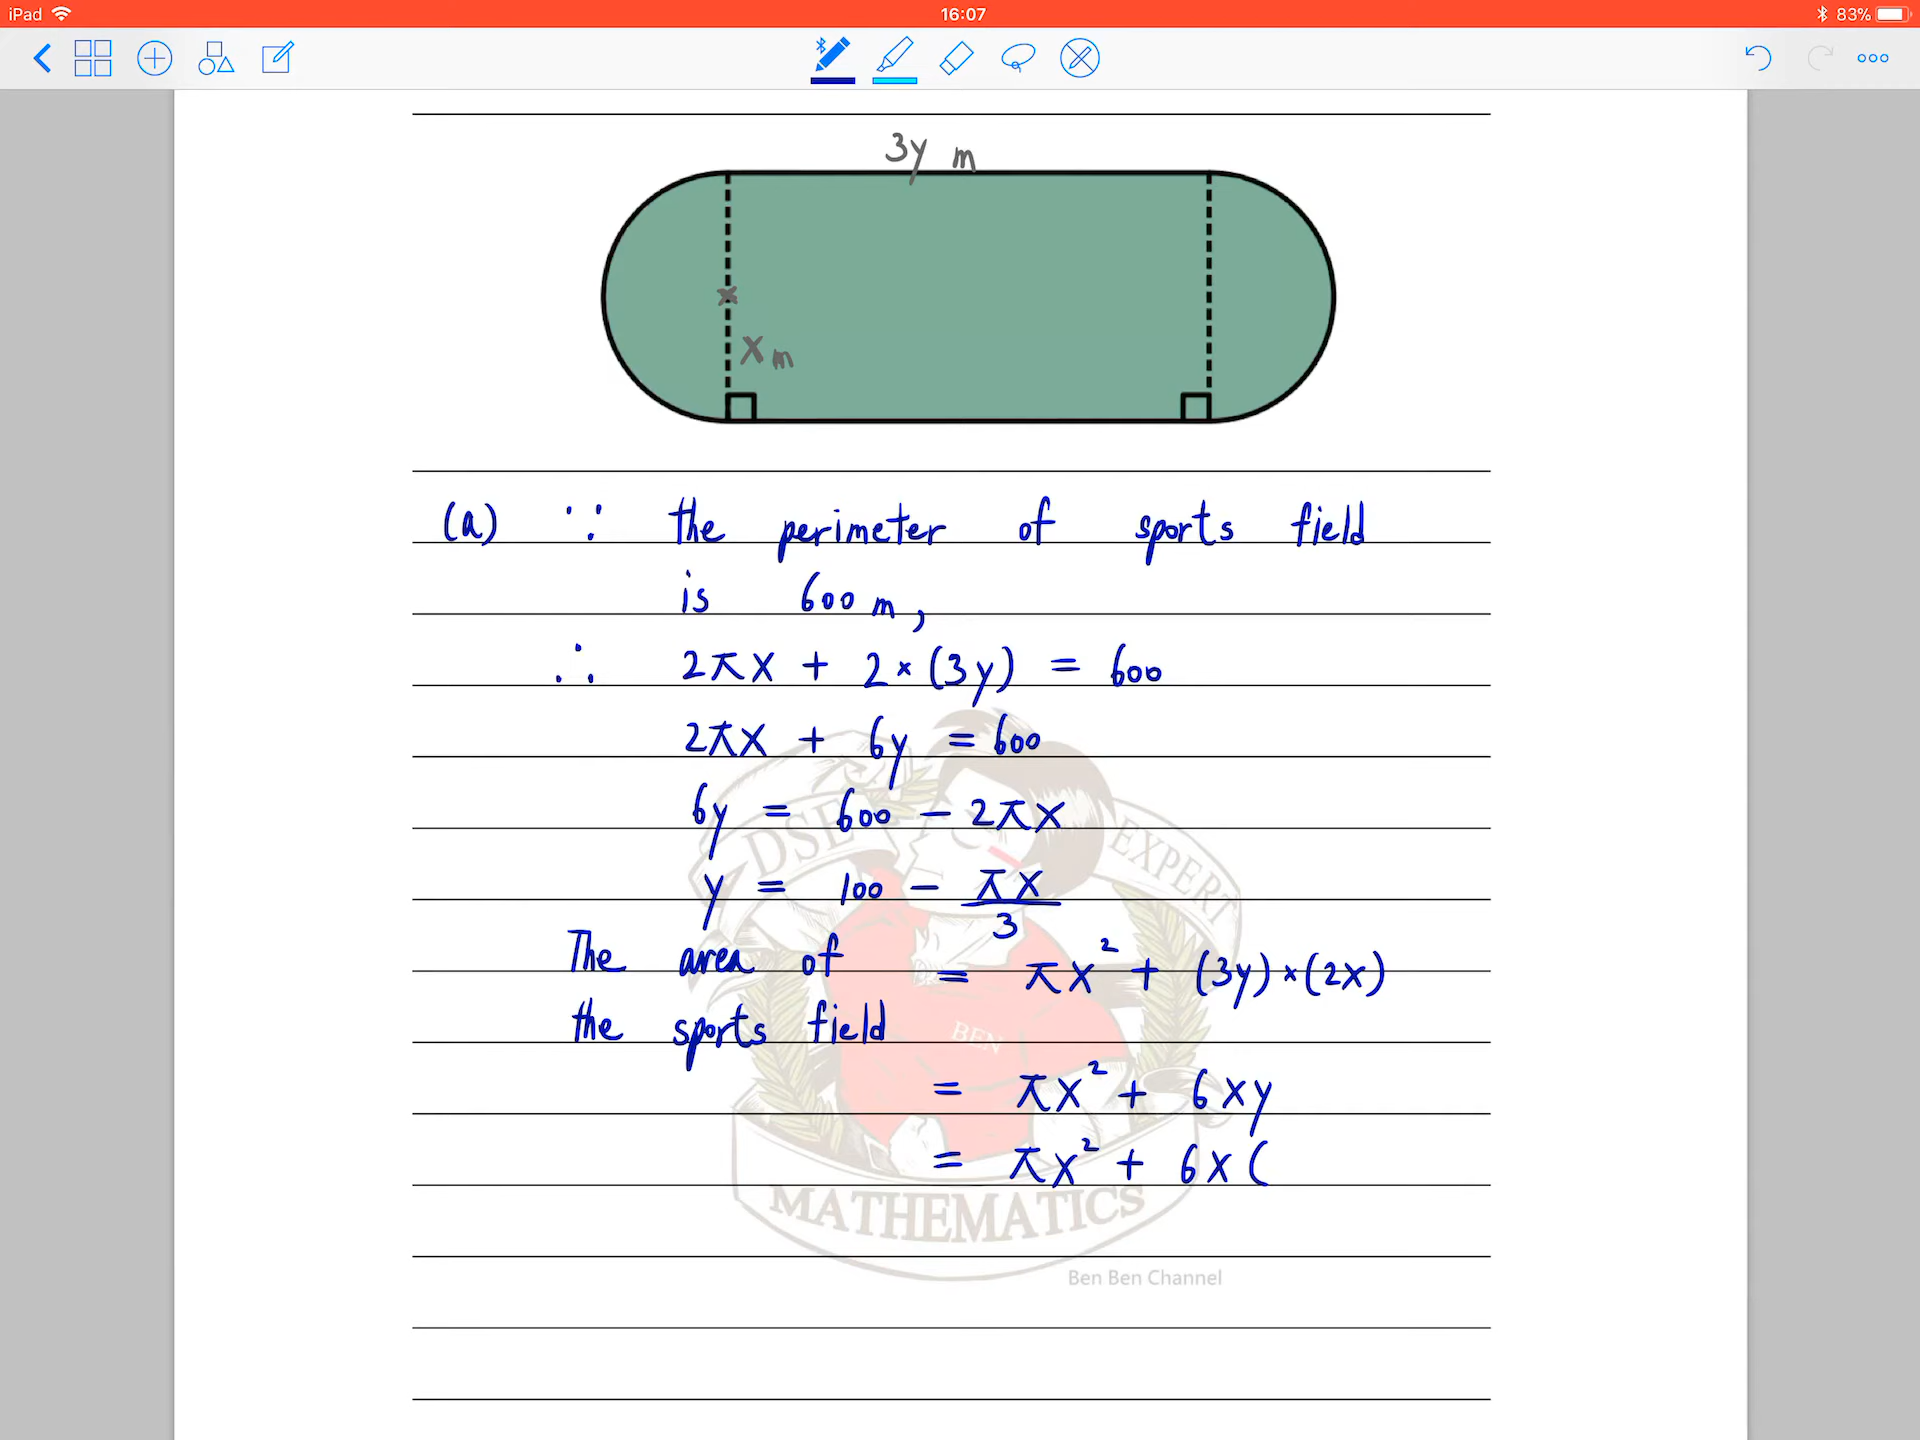 iPad 16:07 83%
3y m
x m
(a) ∵ the perimeter of sports field
is 600 m,
∴ 2πx + 2×(3y) = 600
2πx + 6y = 600
6y = 600 − 2πx
y = 100 − πx/3
The area of the sports field = πx² + (3y)×(2x)
= πx² + 6xy
= πx² + 6x(
DSE EXPERT
BEN
MATHEMATICS
Ben Ben Channel